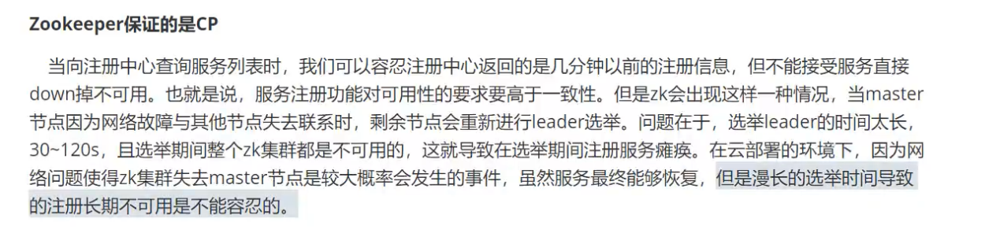 Zookeeper保证的是CP
当向注册中心查询服务列表时，我们可以容忍注册中心返回的是几分钟以前的注册信息，但不能接受服务直接
down掉不可用。也就是说，服务注册功能对可用性的要求要高于一致性。但是zk会出现这样一种情况，当master
节点因为网络故障与其他节点失去联系时，剩余节点会重新进行leader选举。问题在于，选举leader的时间太长，
30~120s，且选举期间整个zk集群都是不可用的，这就导致在选举期间注册服务瘫痪。在云部署的环境下，因为网
络问题使得zk集群失去master节点是较大概率会发生的事件，虽然服务最终能够恢复，但是漫长的选举时间导致
的注册长期不可用是不能容忍的。